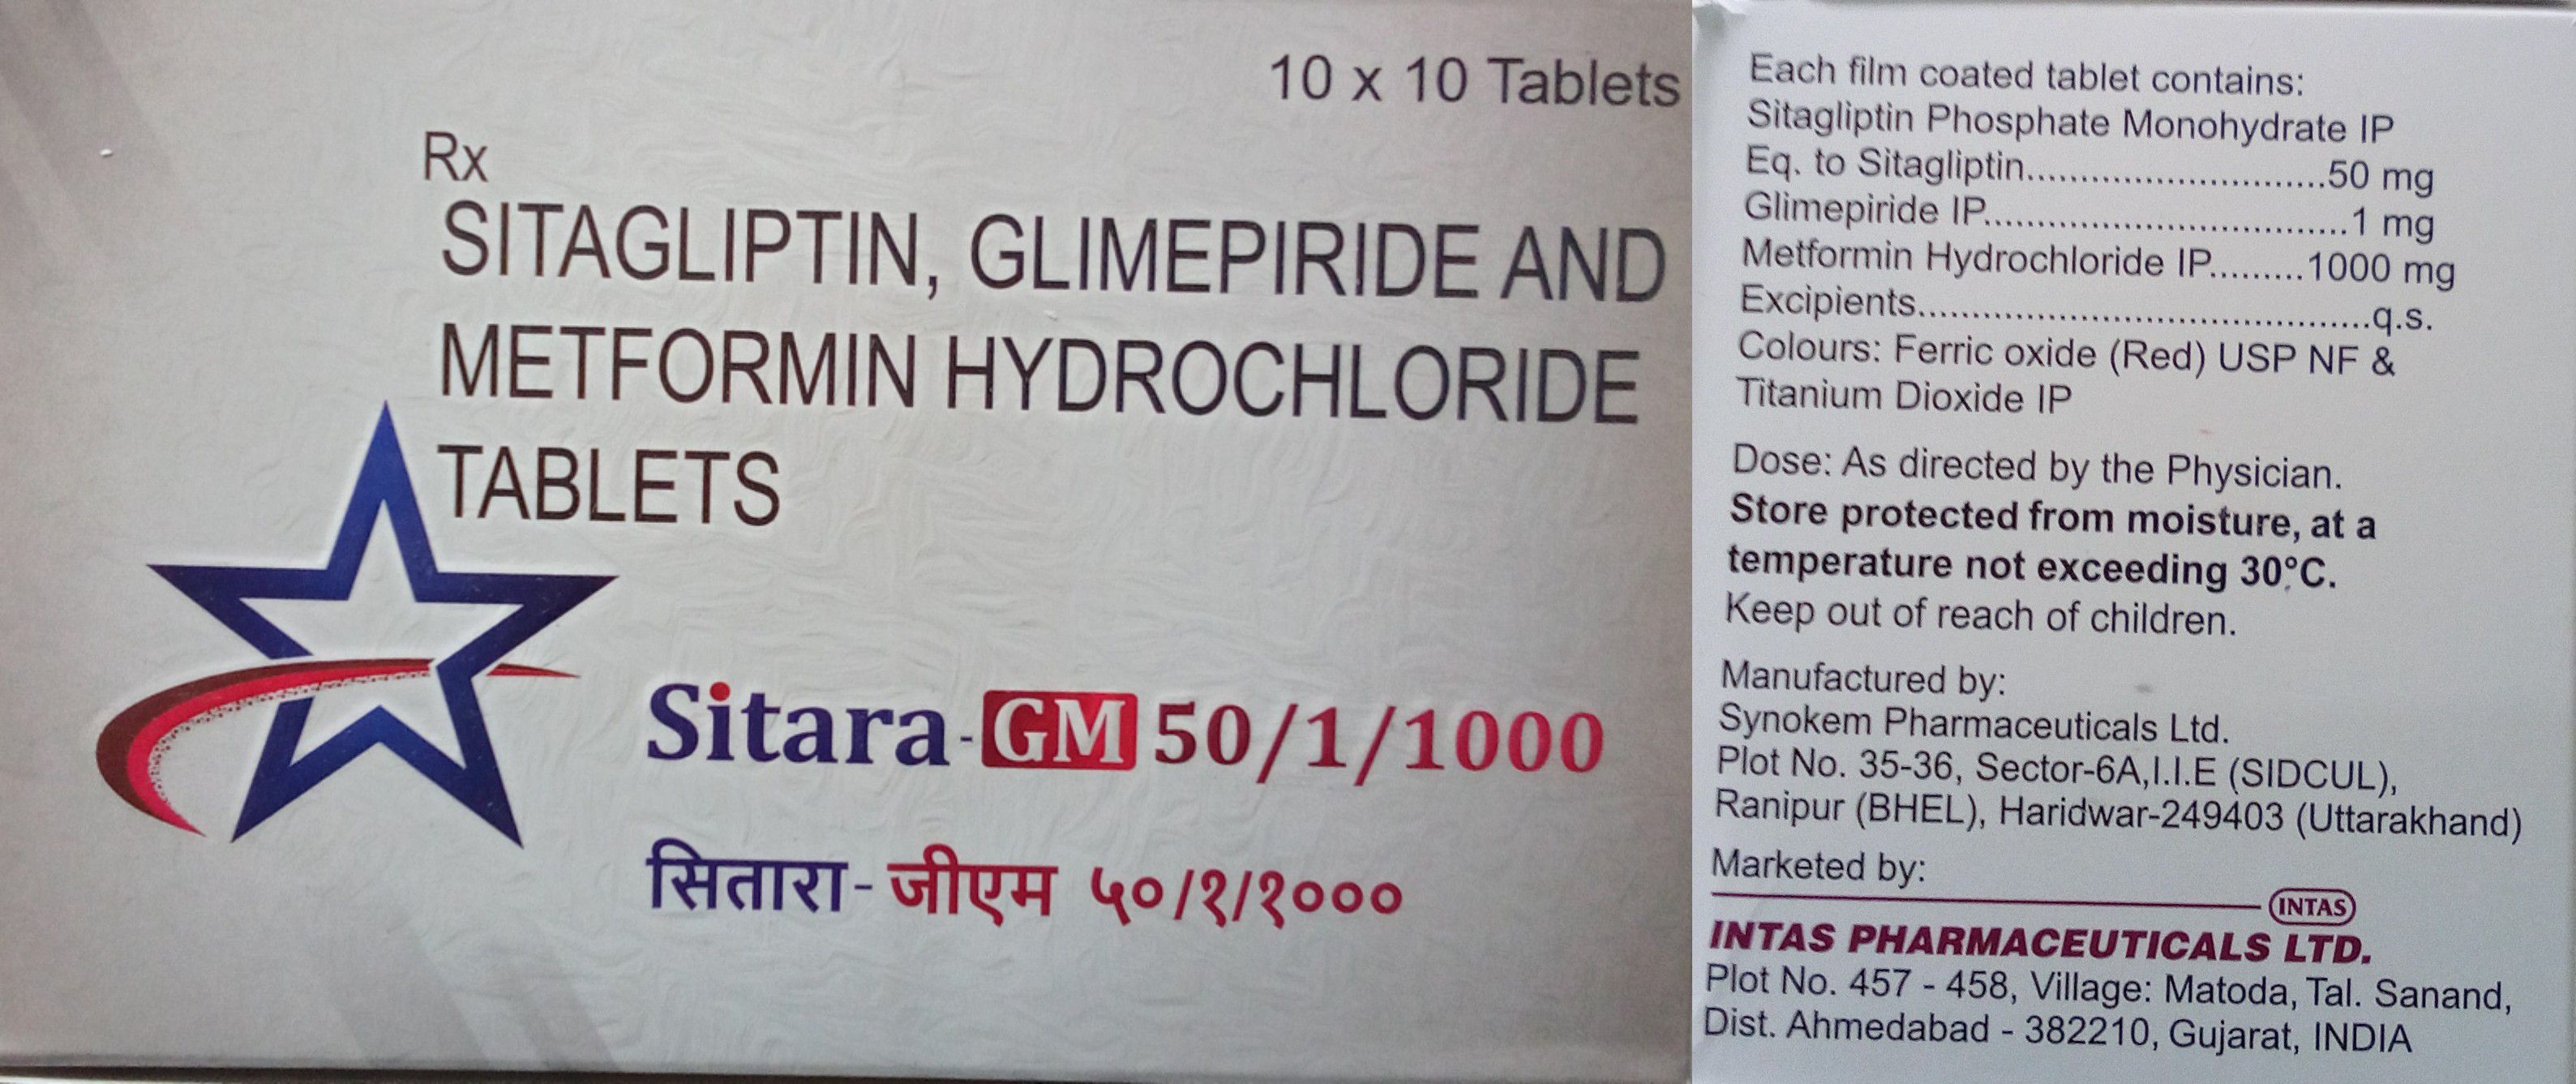 10 x 10 Tablets
Rx
SITAGLIPTIN, GLIMEPIRIDE AND
METFORMIN HYDROCHLORIDE
TABLETS
Sitara-GM 50/1/1000
सितारा-जीएम ५०/१/१०००
Each film coated tablet contains:
Sitagliptin Phosphate Monohydrate IP
Eq. to Sitagliptin............................50 mg
Glimepiride IP..................................1 mg
Metformin Hydrochloride IP.........1000 mg
Excipients..........................................q.s.
Colours: Ferric oxide (Red) USP NF &
Titanium Dioxide IP
Dose: As directed by the Physician.
Store protected from moisture, at a
temperature not exceeding 30°C.
Keep out of reach of children.
Manufactured by:
Synokem Pharmaceuticals Ltd.
Plot No. 35-36, Sector-6A,I.I.E (SIDCUL),
Ranipur (BHEL), Haridwar-249403 (Uttarakhand)
Marketed by:
INTAS
INTAS PHARMACEUTICALS LTD.
Plot No. 457 - 458, Village: Matoda, Tal. Sanand,
Dist. Ahmedabad - 382210, Gujarat, INDIA